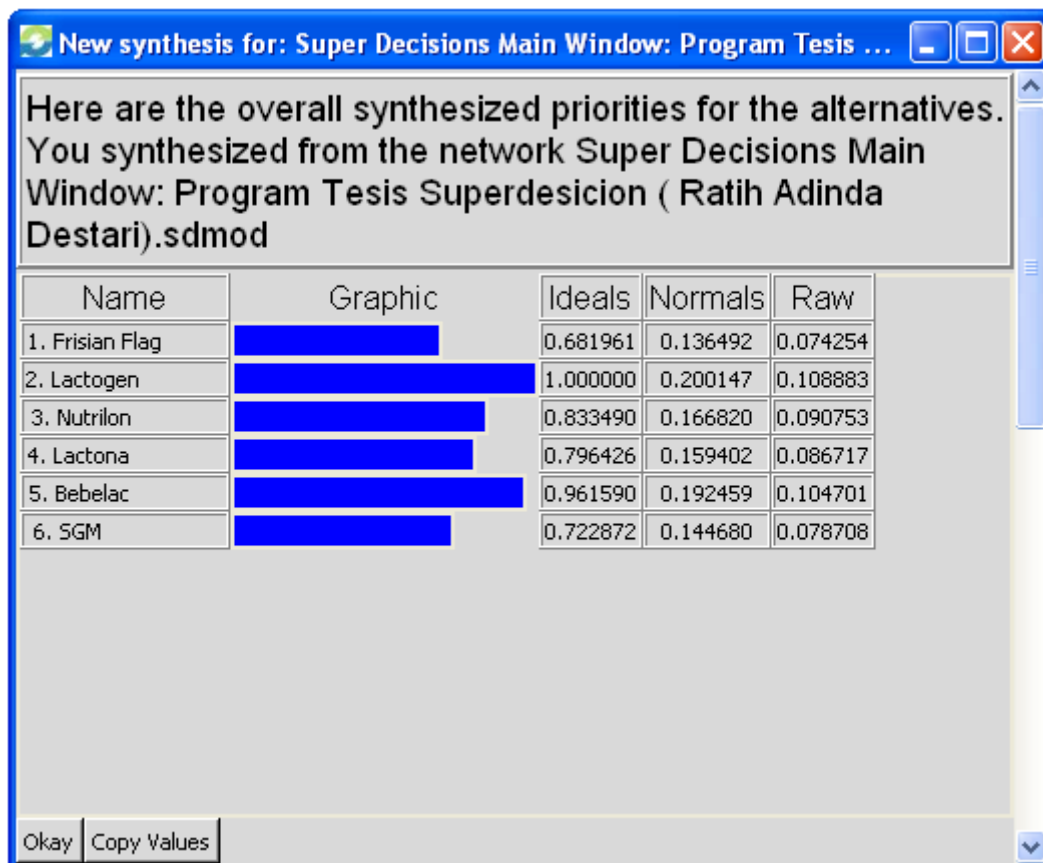 New synthesis for: Super Decisions Main Window: Program Tesis ...
Here are the overall synthesized priorities for the alternatives.
You synthesized from the network Super Decisions Main
Window: Program Tesis Superdesicion ( Ratih Adinda
Destari).sdmod
Name Graphic Ideals Normals Raw
1. Frisian Flag 0.681961 0.136492 0.074254
2. Lactogen 1.000000 0.200147 0.108883
3. Nutrilon 0.833490 0.166820 0.090753
4. Lactona 0.796426 0.159402 0.086717
5. Bebelac 0.961590 0.192459 0.104701
6. SGM 0.722872 0.144680 0.078708
Okay Copy Values